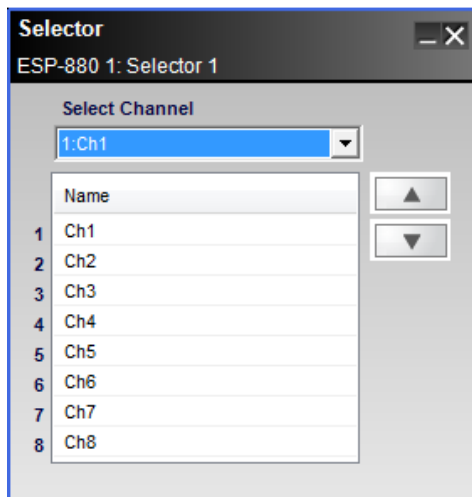 Selector
ESP-880 1: Selector 1
Select Channel
1:Ch1
Name
1 Ch1
2 Ch2
3 Ch3
4 Ch4
5 Ch5
6 Ch6
7 Ch7
8 Ch8